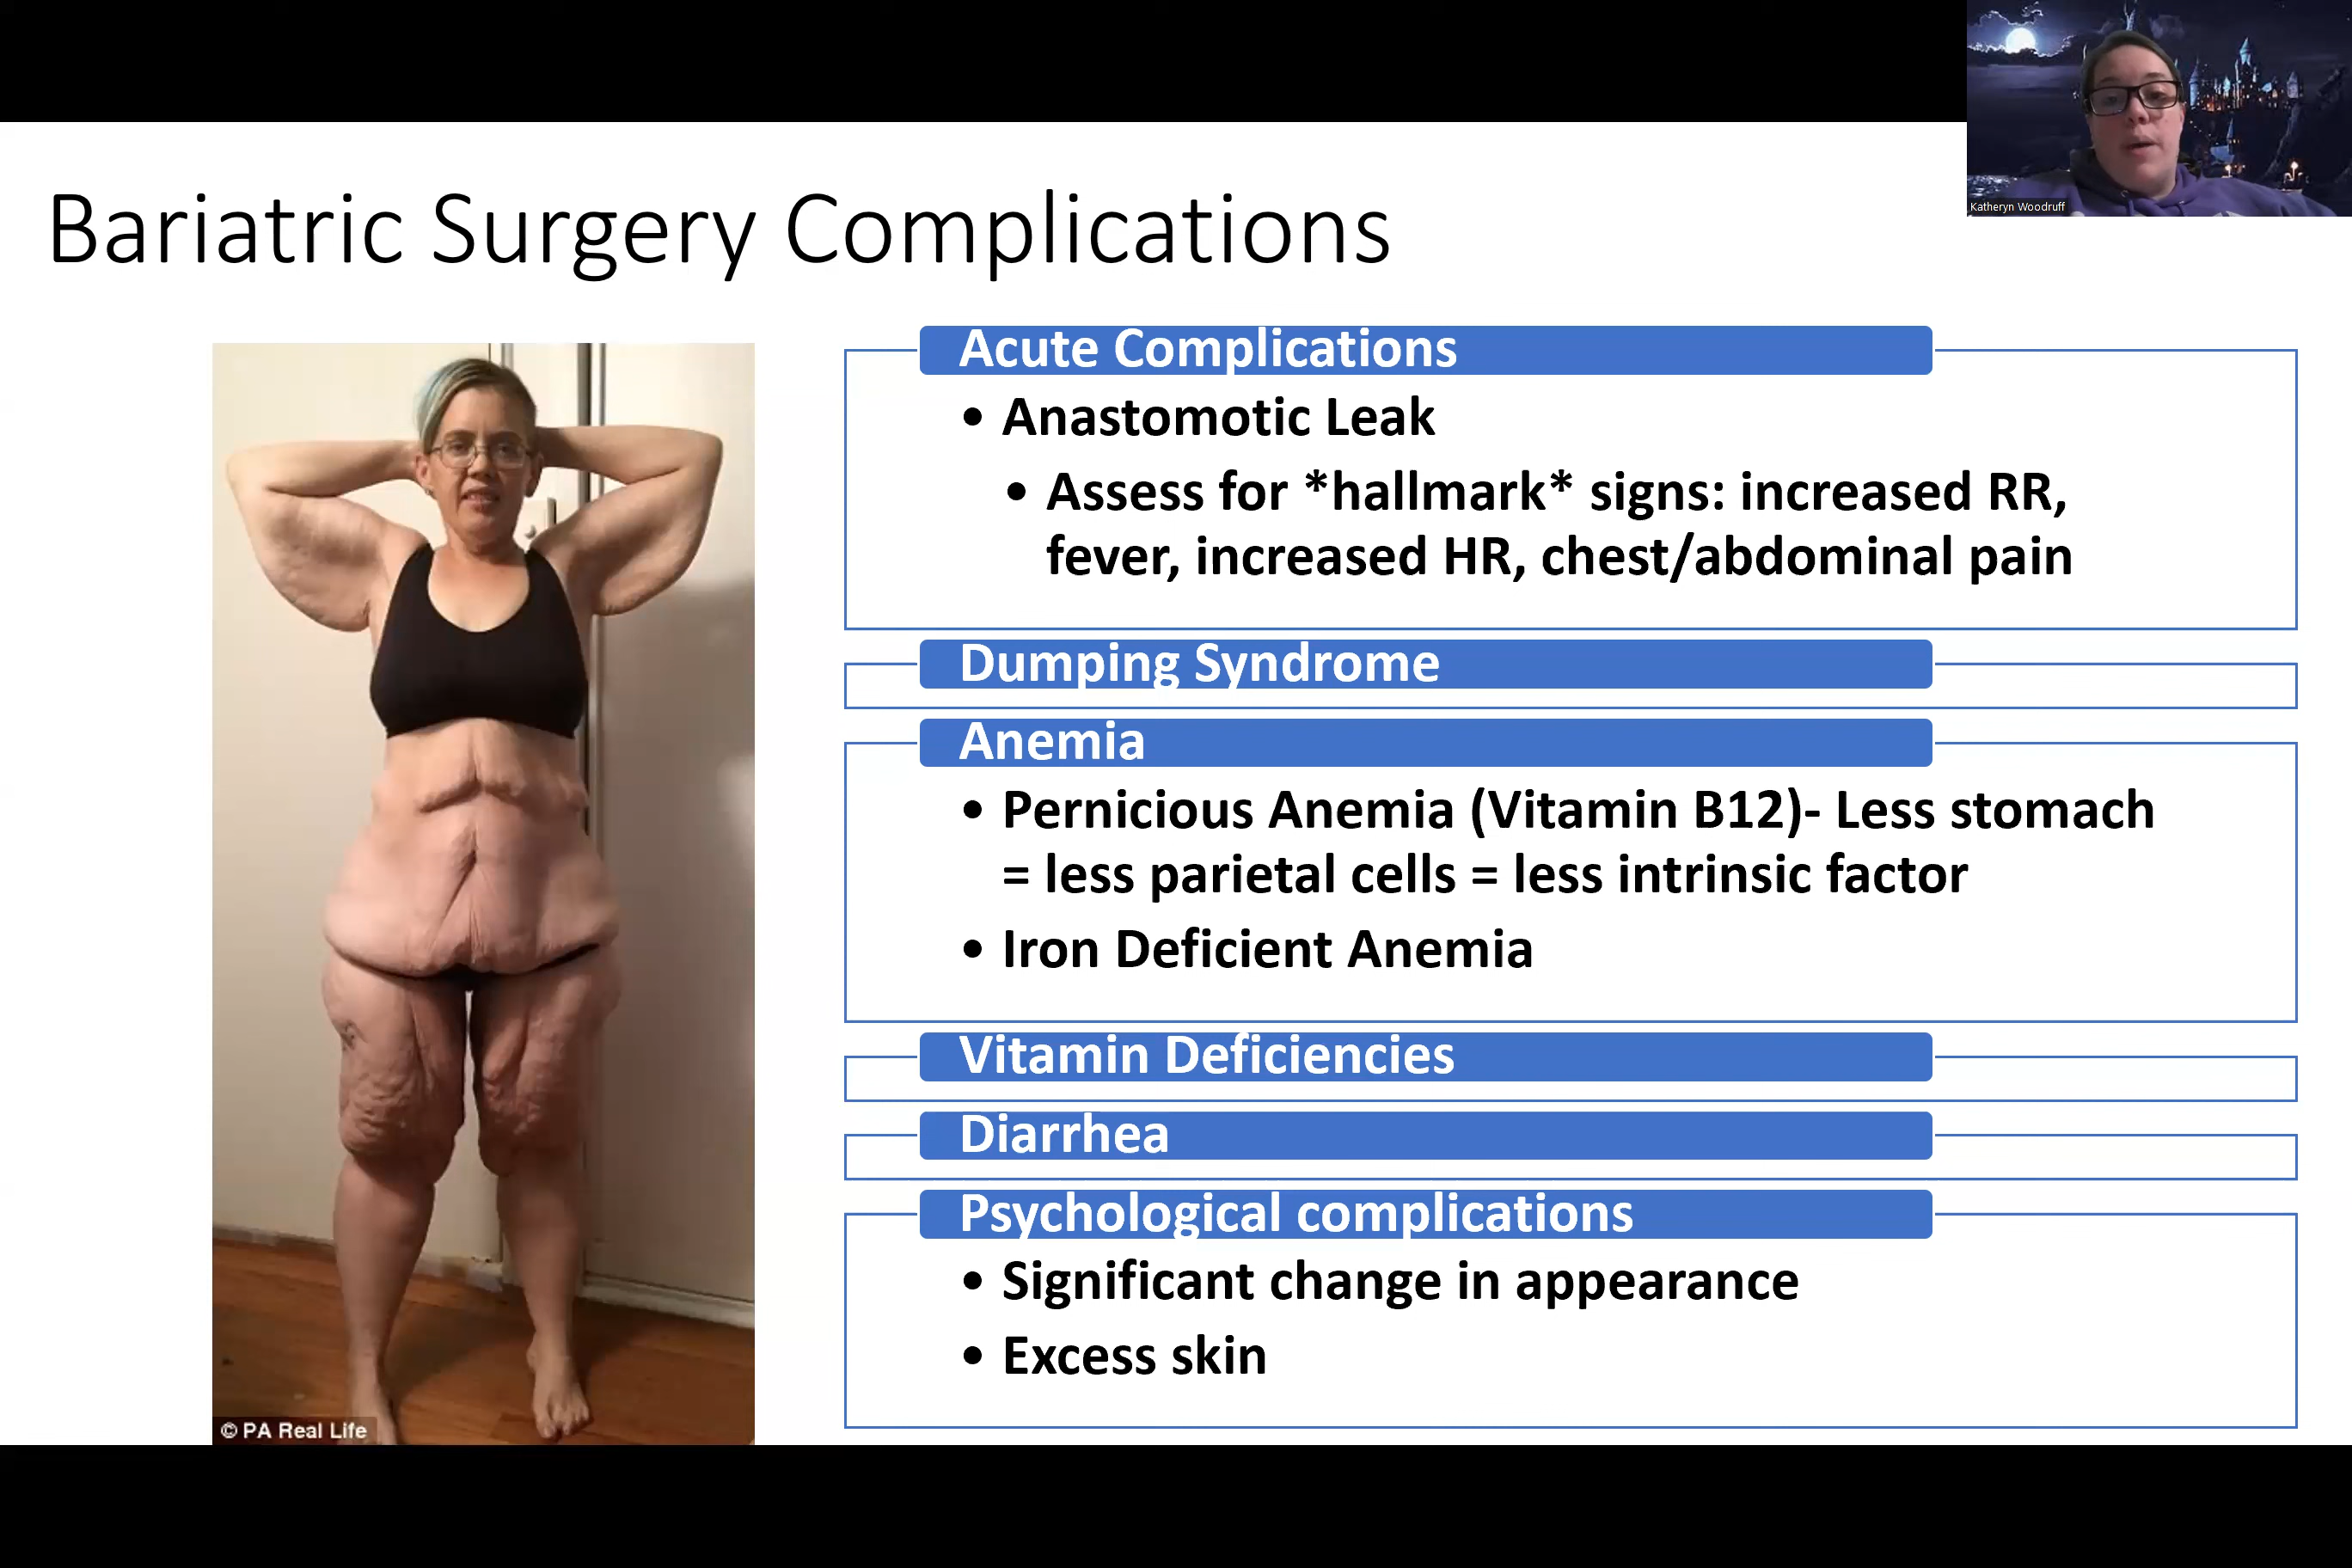 Katheryn Woodruff
Bariatric Surgery Complications
Acute Complications
• Anastomotic Leak
• Assess for *hallmark* signs: increased RR,
fever, increased HR, chest/abdominal pain
Dumping Syndrome
Anemia
• Pernicious Anemia (Vitamin B12)- Less stomach
= less parietal cells = less intrinsic factor
• Iron Deficient Anemia
Vitamin Deficiencies
Diarrhea
Psychological complications
• Significant change in appearance
• Excess skin
© PA Real Life